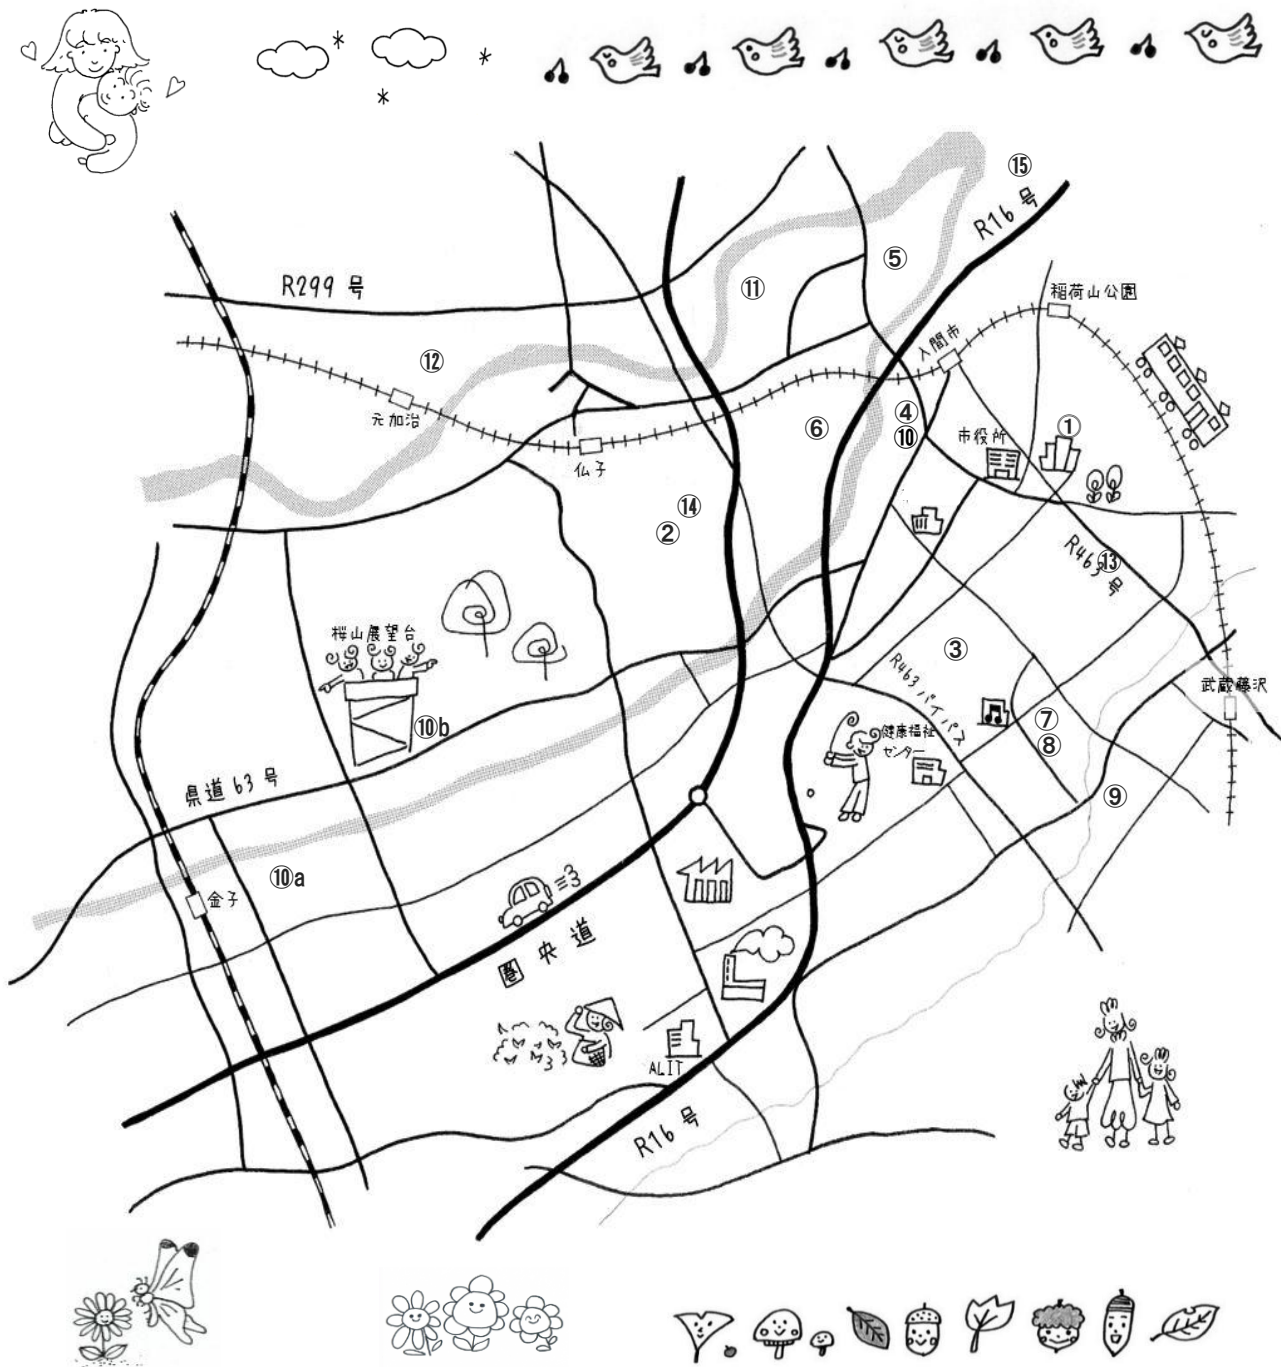 ⑮
R16号
⑤
R299号
⑪
稲荷山公園
入間市
⑫
元加治
④
⑩
⑥
①
市役所
仏子
⑭
②
R463号
⑬
桜山展望台
③
R463バイパス
武蔵藤沢
⑩b
健康福祉
センター
⑦
⑧
県道63号
⑨
⑩a
金子
圏央道
ALIT
R16号